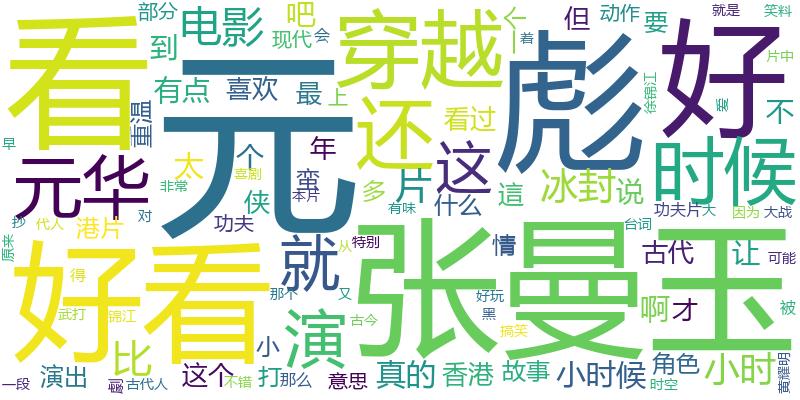 部分
电影
吧
现代
会
穿越
个
但
动作
着
要
就是
笑料
片中
看
元
到
有点
喜欢
最
上
还
看过
彪
徐锦江
好
爱
不
重温
早
元华
太
个
年
蛮
这
片
多
有味
什么
這
冰封
说
时候
非常
喜剧
本片
侠
功夫
功夫片
大
因为
大战
抄
代人
港片
对
原来
好看
就
从
特别
张曼玉
情
台词
古代
让
可能
得
武打
锦江
那个
又
古今
演
好玩
黑
搞笑
啊
才
被
比
小
一段
演出
剧
古代人
这个
不错
打
那么
意思
真的
香港
故事
小时候
角色
时空
小时
黄耀明